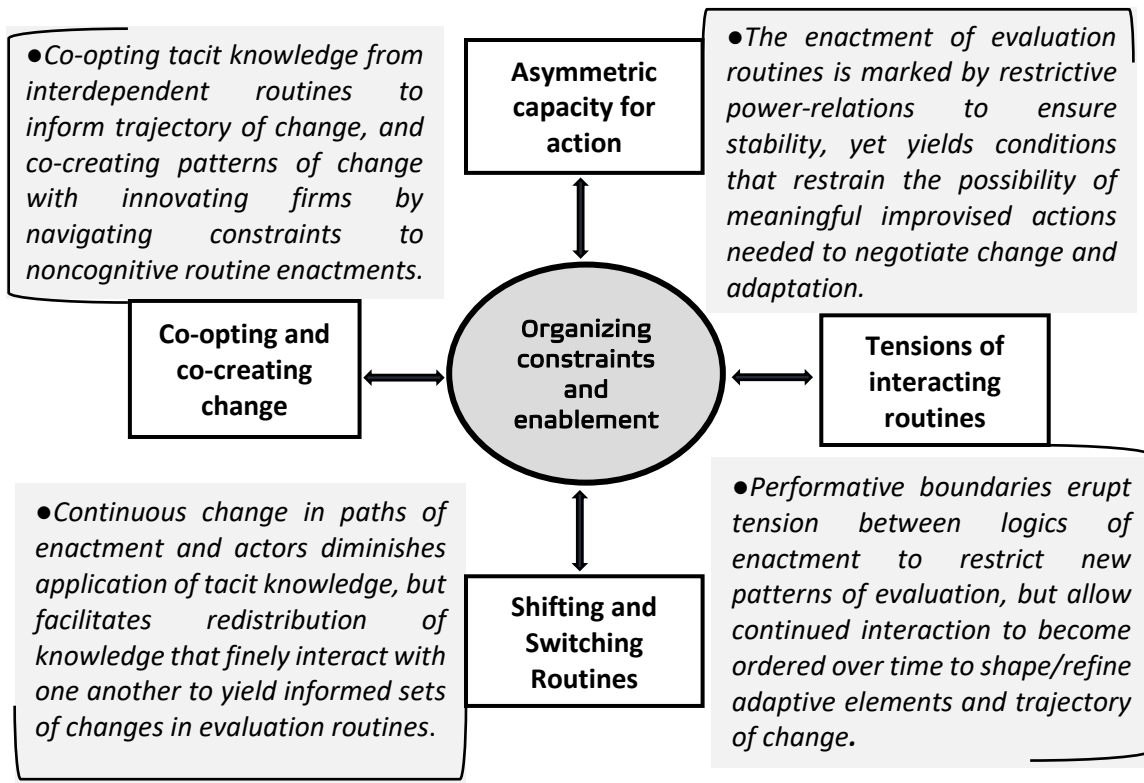 ●Co-opting tacit knowledge from
interdependent routines to
inform trajectory of change, and
co-creating patterns of change
with innovating firms by
navigating constraints to
noncognitive routine enactments.
Asymmetric
capacity for
action
●The enactment of evaluation
routines is marked by restrictive
power-relations to ensure
stability, yet yields conditions
that restrain the possibility of
meaningful improvised actions
needed to negotiate change and
adaptation.
Co-opting and
co-creating
change
Organizing
constraints
and
enablement
Tensions of
interacting
routines
●Continuous change in paths of
enactment and actors diminishes
application of tacit knowledge, but
facilitates redistribution of
knowledge that finely interact with
one another to yield informed sets
of changes in evaluation routines.
Shifting and
Switching
Routines
●Performative boundaries erupt
tension between logics of
enactment to restrict new
patterns of evaluation, but allow
continued interaction to become
ordered over time to shape/refine
adaptive elements and trajectory
of change.